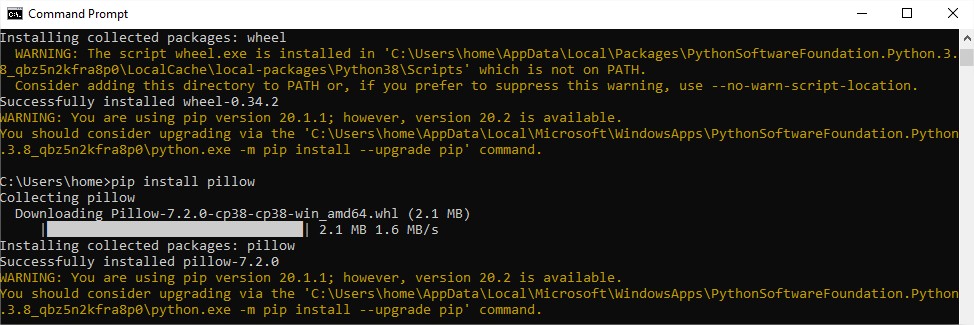 Command Prompt
Installing collected packages: wheel
  WARNING: The script wheel.exe is installed in 'C:\Users\home\AppData\Local\Packages\PythonSoftwareFoundation.Python.3.
8_qbz5n2kfra8p0\LocalCache\local-packages\Python38\Scripts' which is not on PATH.
  Consider adding this directory to PATH or, if you prefer to suppress this warning, use --no-warn-script-location.
Successfully installed wheel-0.34.2
WARNING: You are using pip version 20.1.1; however, version 20.2 is available.
You should consider upgrading via the 'C:\Users\home\AppData\Local\Microsoft\WindowsApps\PythonSoftwareFoundation.Python
.3.8_qbz5n2kfra8p0\python.exe -m pip install --upgrade pip' command.
C:\Users\home>pip install pillow
Collecting pillow
  Downloading Pillow-7.2.0-cp38-cp38-win_amd64.whl (2.1 MB)
     |████████████████████████████████| 2.1 MB 1.6 MB/s
Installing collected packages: pillow
Successfully installed pillow-7.2.0
WARNING: You are using pip version 20.1.1; however, version 20.2 is available.
You should consider upgrading via the 'C:\Users\home\AppData\Local\Microsoft\WindowsApps\PythonSoftwareFoundation.Python
.3.8_qbz5n2kfra8p0\python.exe -m pip install --upgrade pip' command.